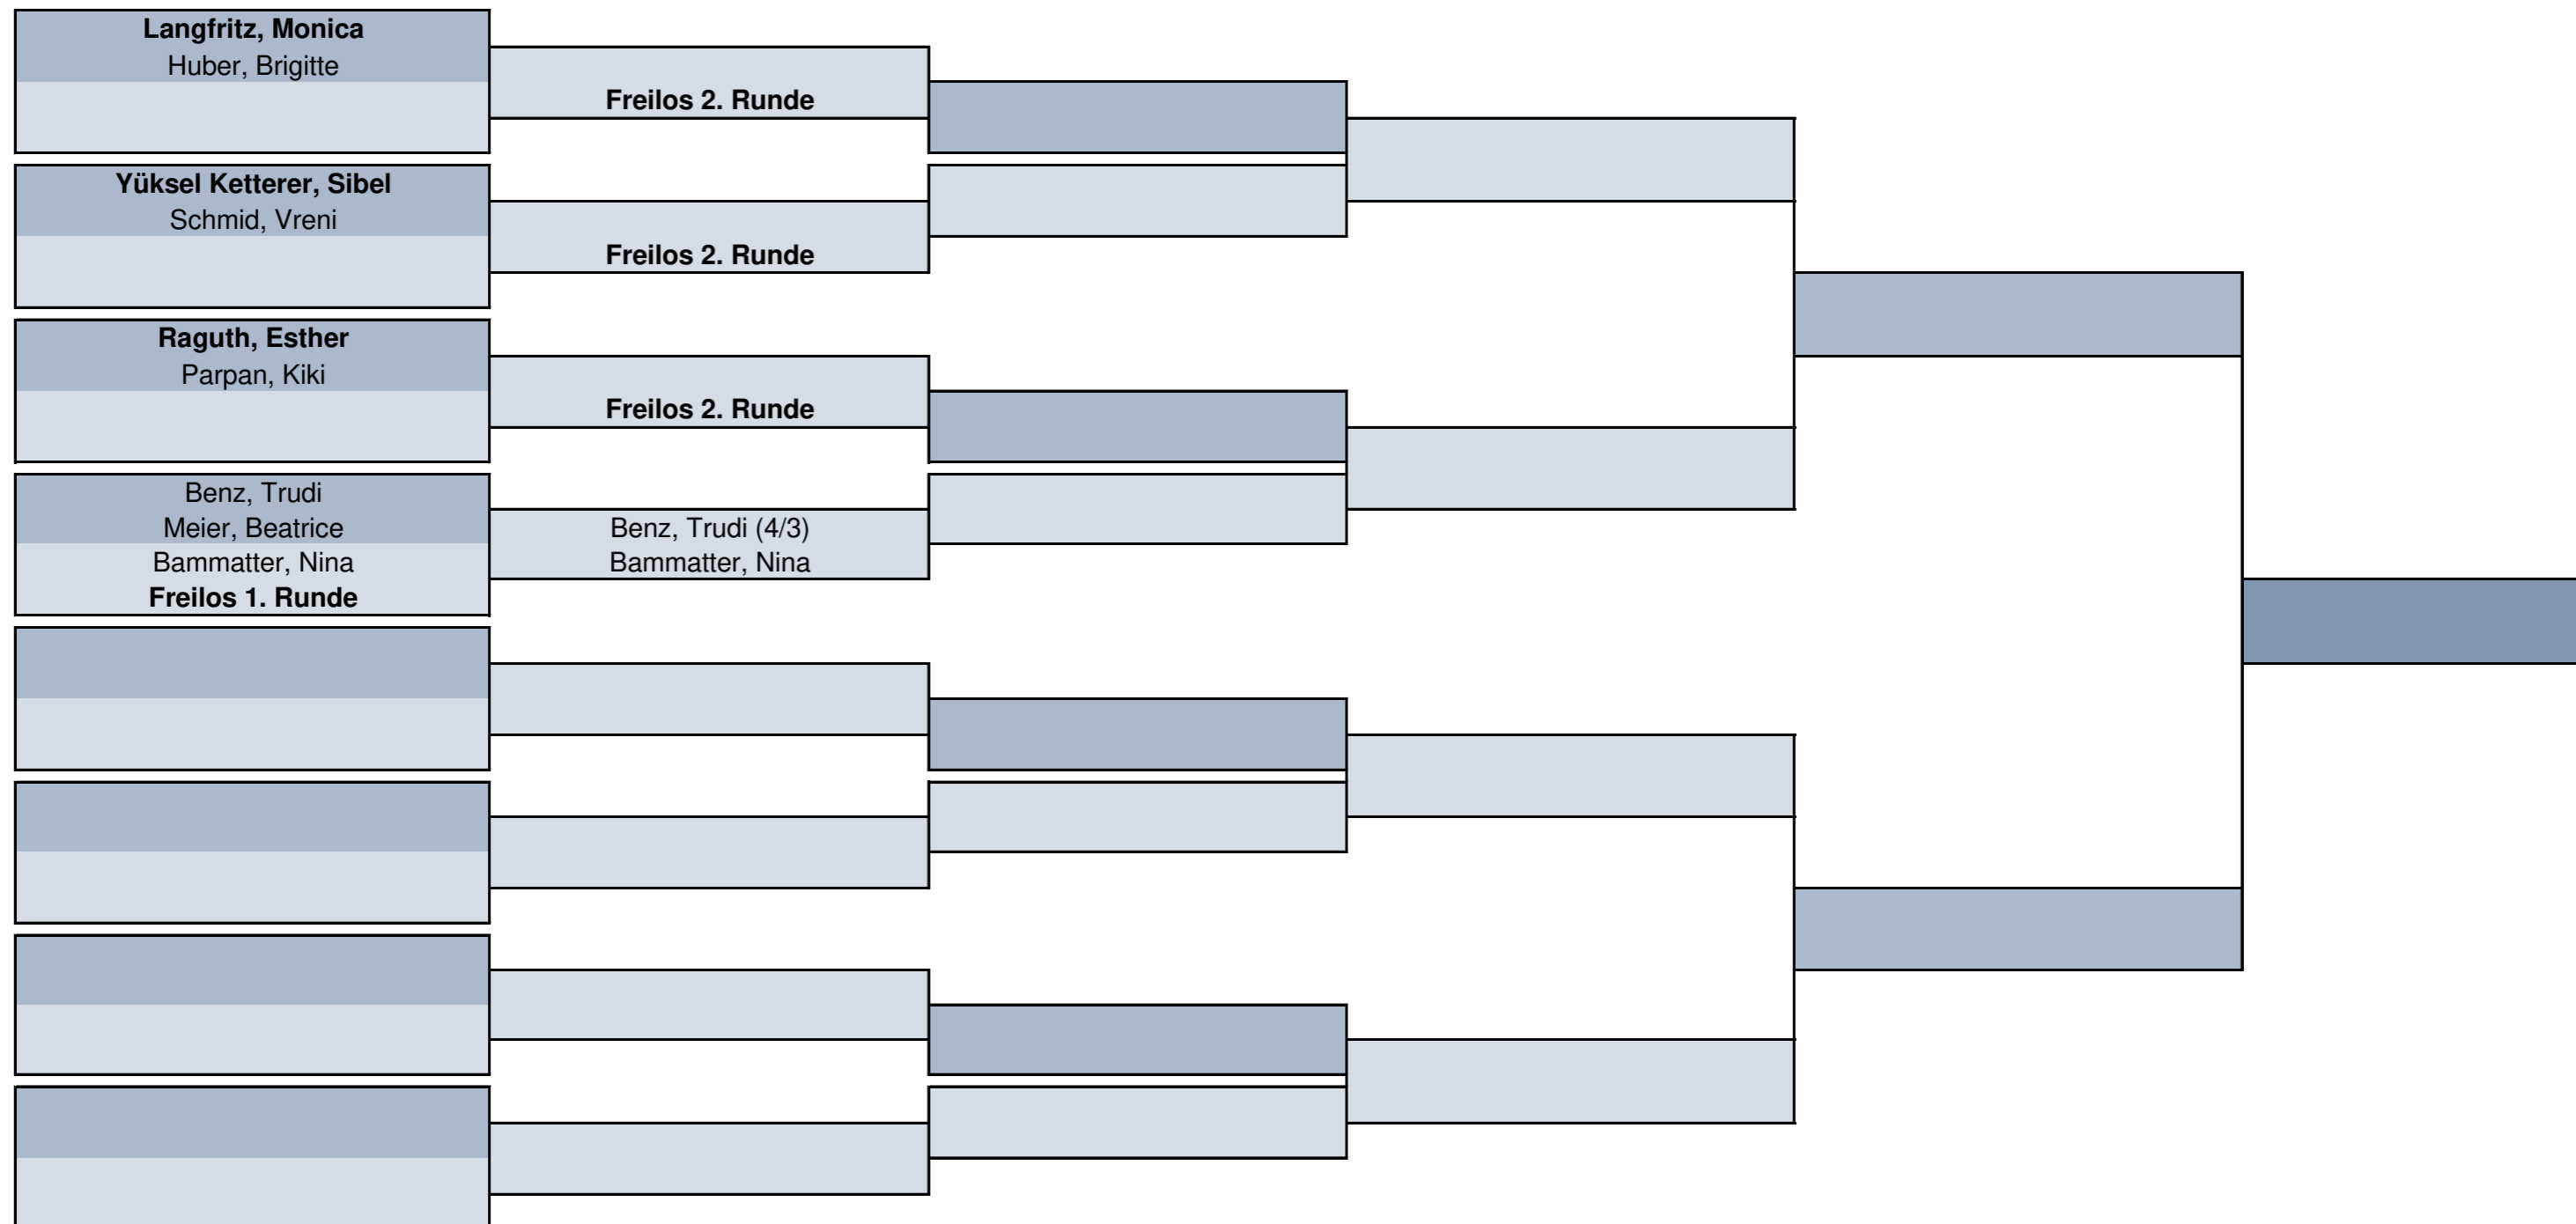 Langfritz, Monica
Huber, Brigitte
Freilos 2. Runde
Yüksel Ketterer, Sibel
Schmid, Vreni
Freilos 2. Runde
Raguth, Esther
Parpan, Kiki
Freilos 2. Runde
Benz, Trudi
Meier, Beatrice
Bammatter, Nina
Freilos 1. Runde
Benz, Trudi (4/3)
Bammatter, Nina